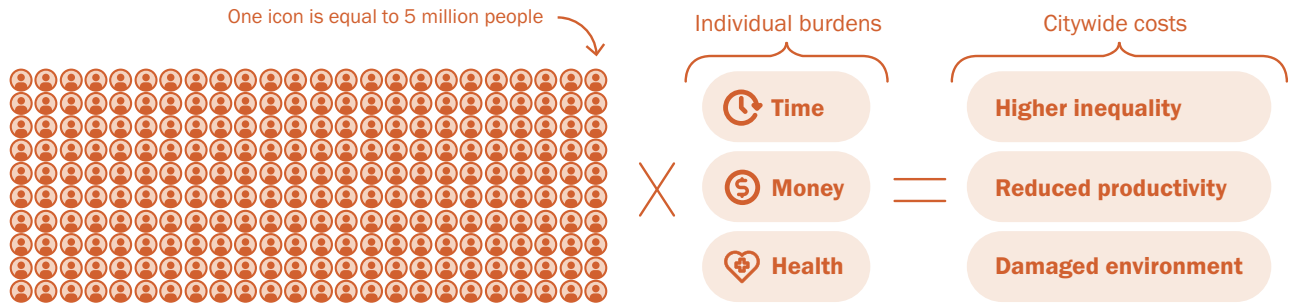 One icon is equal to 5 million people
Individual burdens
Time
Money
Health
Citywide costs
Higher inequality
Reduced productivity
Damaged environment